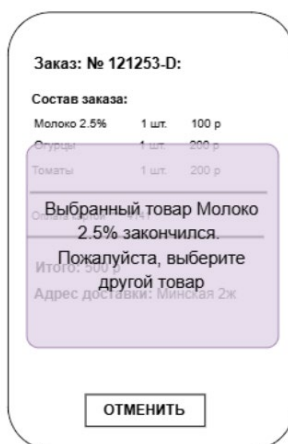 Заказ: № 121253-D:
Состав заказа:
Молоко 2.5% 1 шт. 100 р
Огурцы 1 шт. 200 р
Томаты 1 шт. 200 р
Выбранный товар Молоко
2.5% закончился.
Пожалуйста, выберите
другой товар
Итого: 500 р
Адрес доставки: Минская 2ж
ОТМЕНИТЬ